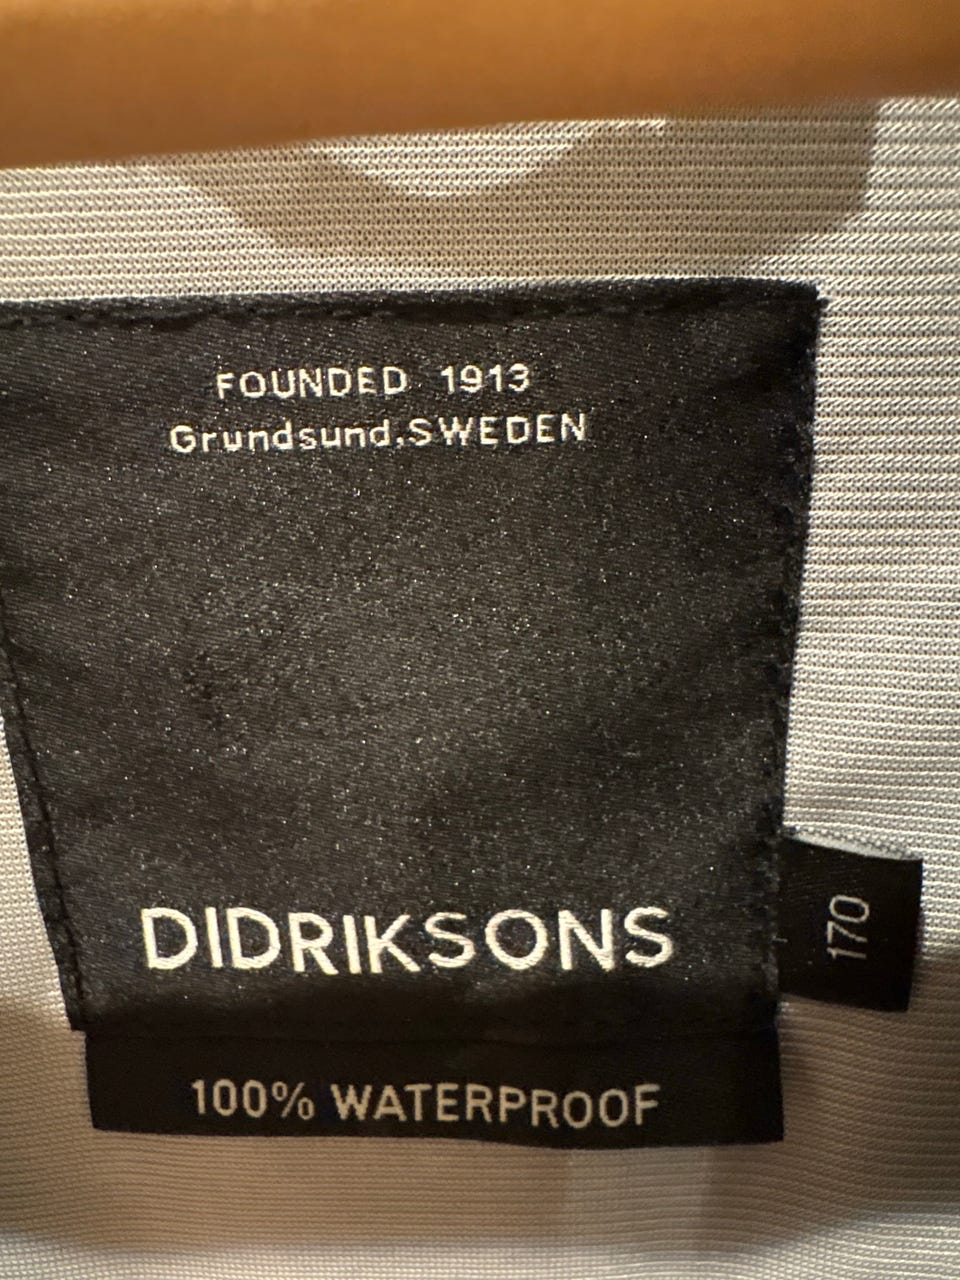 FOUNDED 1913
Grundsund.SWEDEN
DIDRIKSONS
170
100% WATERPROOF